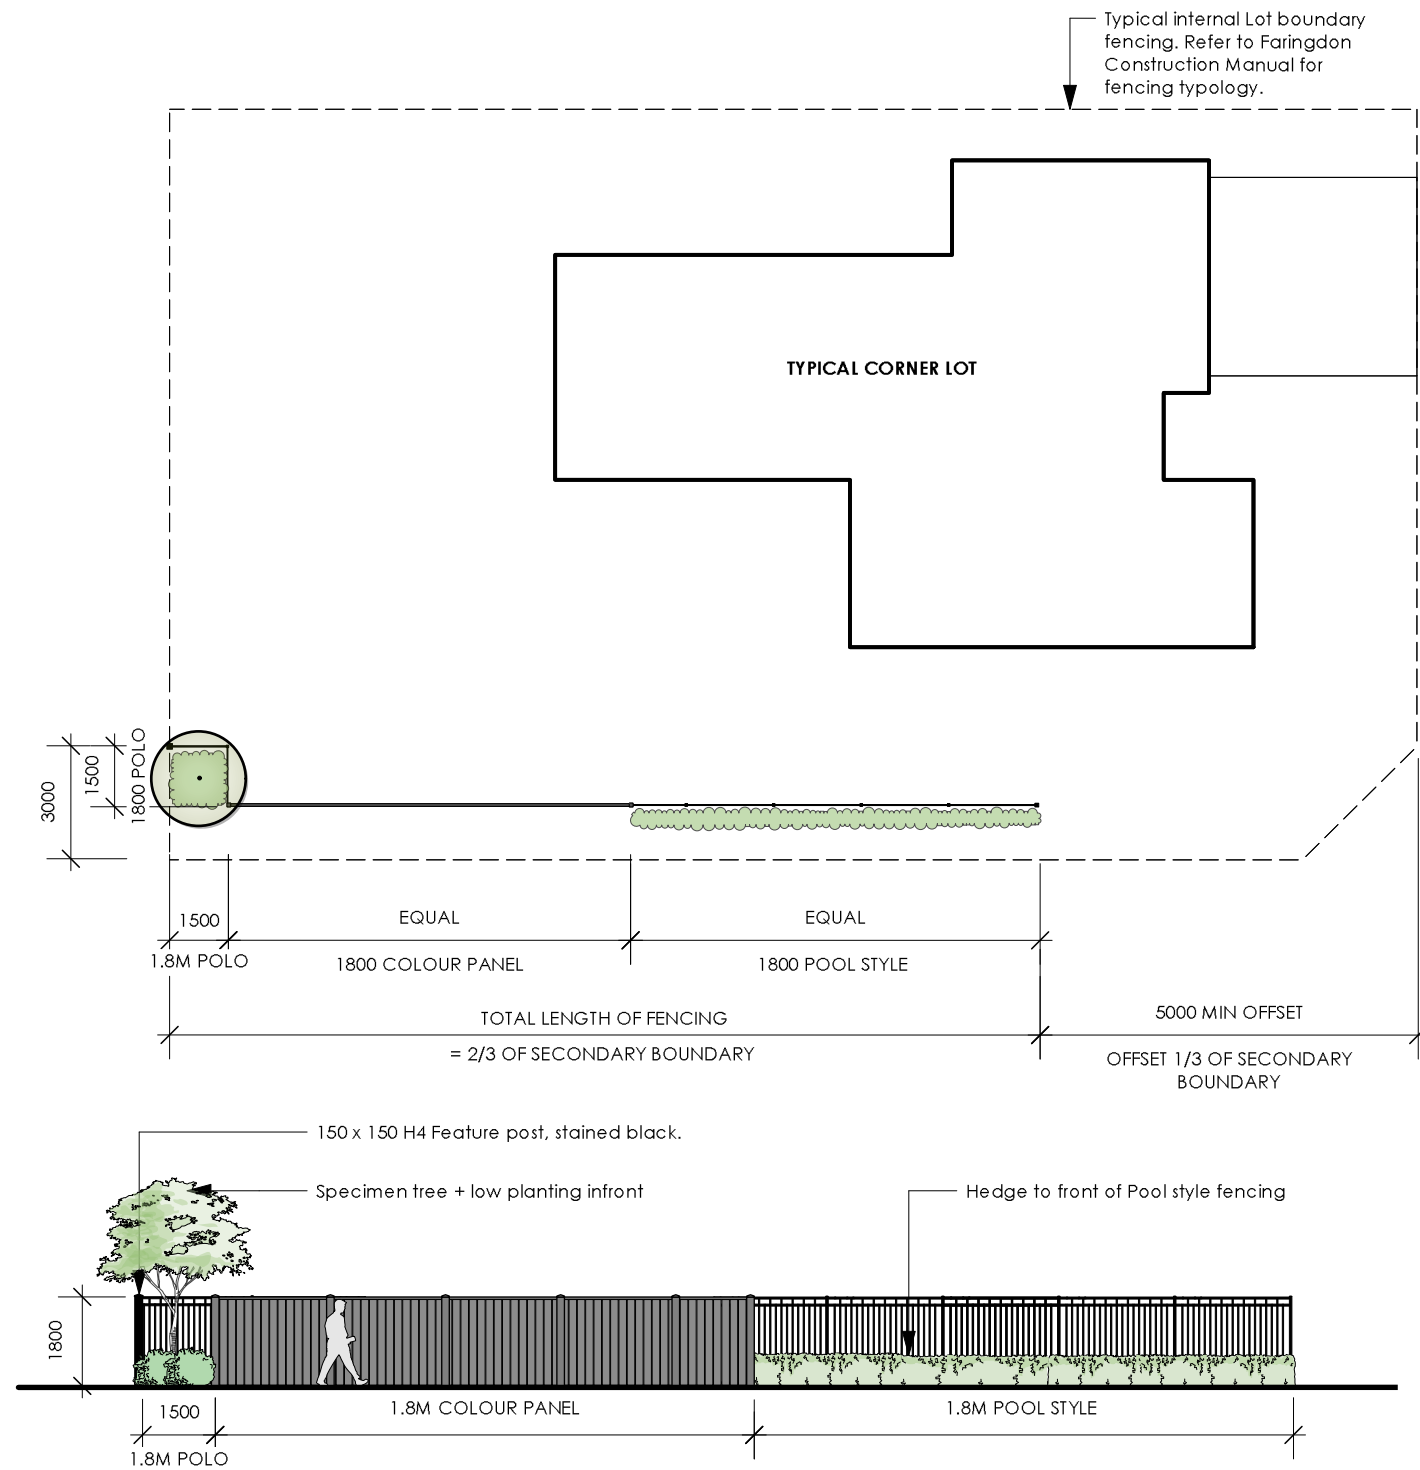 Typical internal Lot boundary
fencing. Refer to Faringdon
Construction Manual for
fencing typology.
TYPICAL CORNER LOT
3000
1500
1800 POLO
1500
EQUAL
EQUAL
1.8M POLO
1800 COLOUR PANEL
1800 POOL STYLE
TOTAL LENGTH OF FENCING
= 2/3 OF SECONDARY BOUNDARY
5000 MIN OFFSET
OFFSET 1/3 OF SECONDARY
BOUNDARY
150 x 150 H4 Feature post, stained black.
Specimen tree + low planting infront
Hedge to front of Pool style fencing
1800
1500
1.8M COLOUR PANEL
1.8M POOL STYLE
1.8M POLO